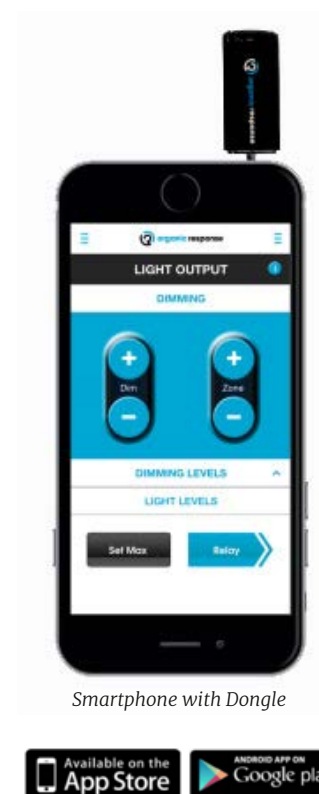 organic response
organic response
LIGHT OUTPUT
DIMMING
Dim
Zone
DIMMING LEVELS
LIGHT LEVELS
Set Max
Relay
Smartphone with Dongle
Available on the
App Store
ANDROID APP ON
Google pla